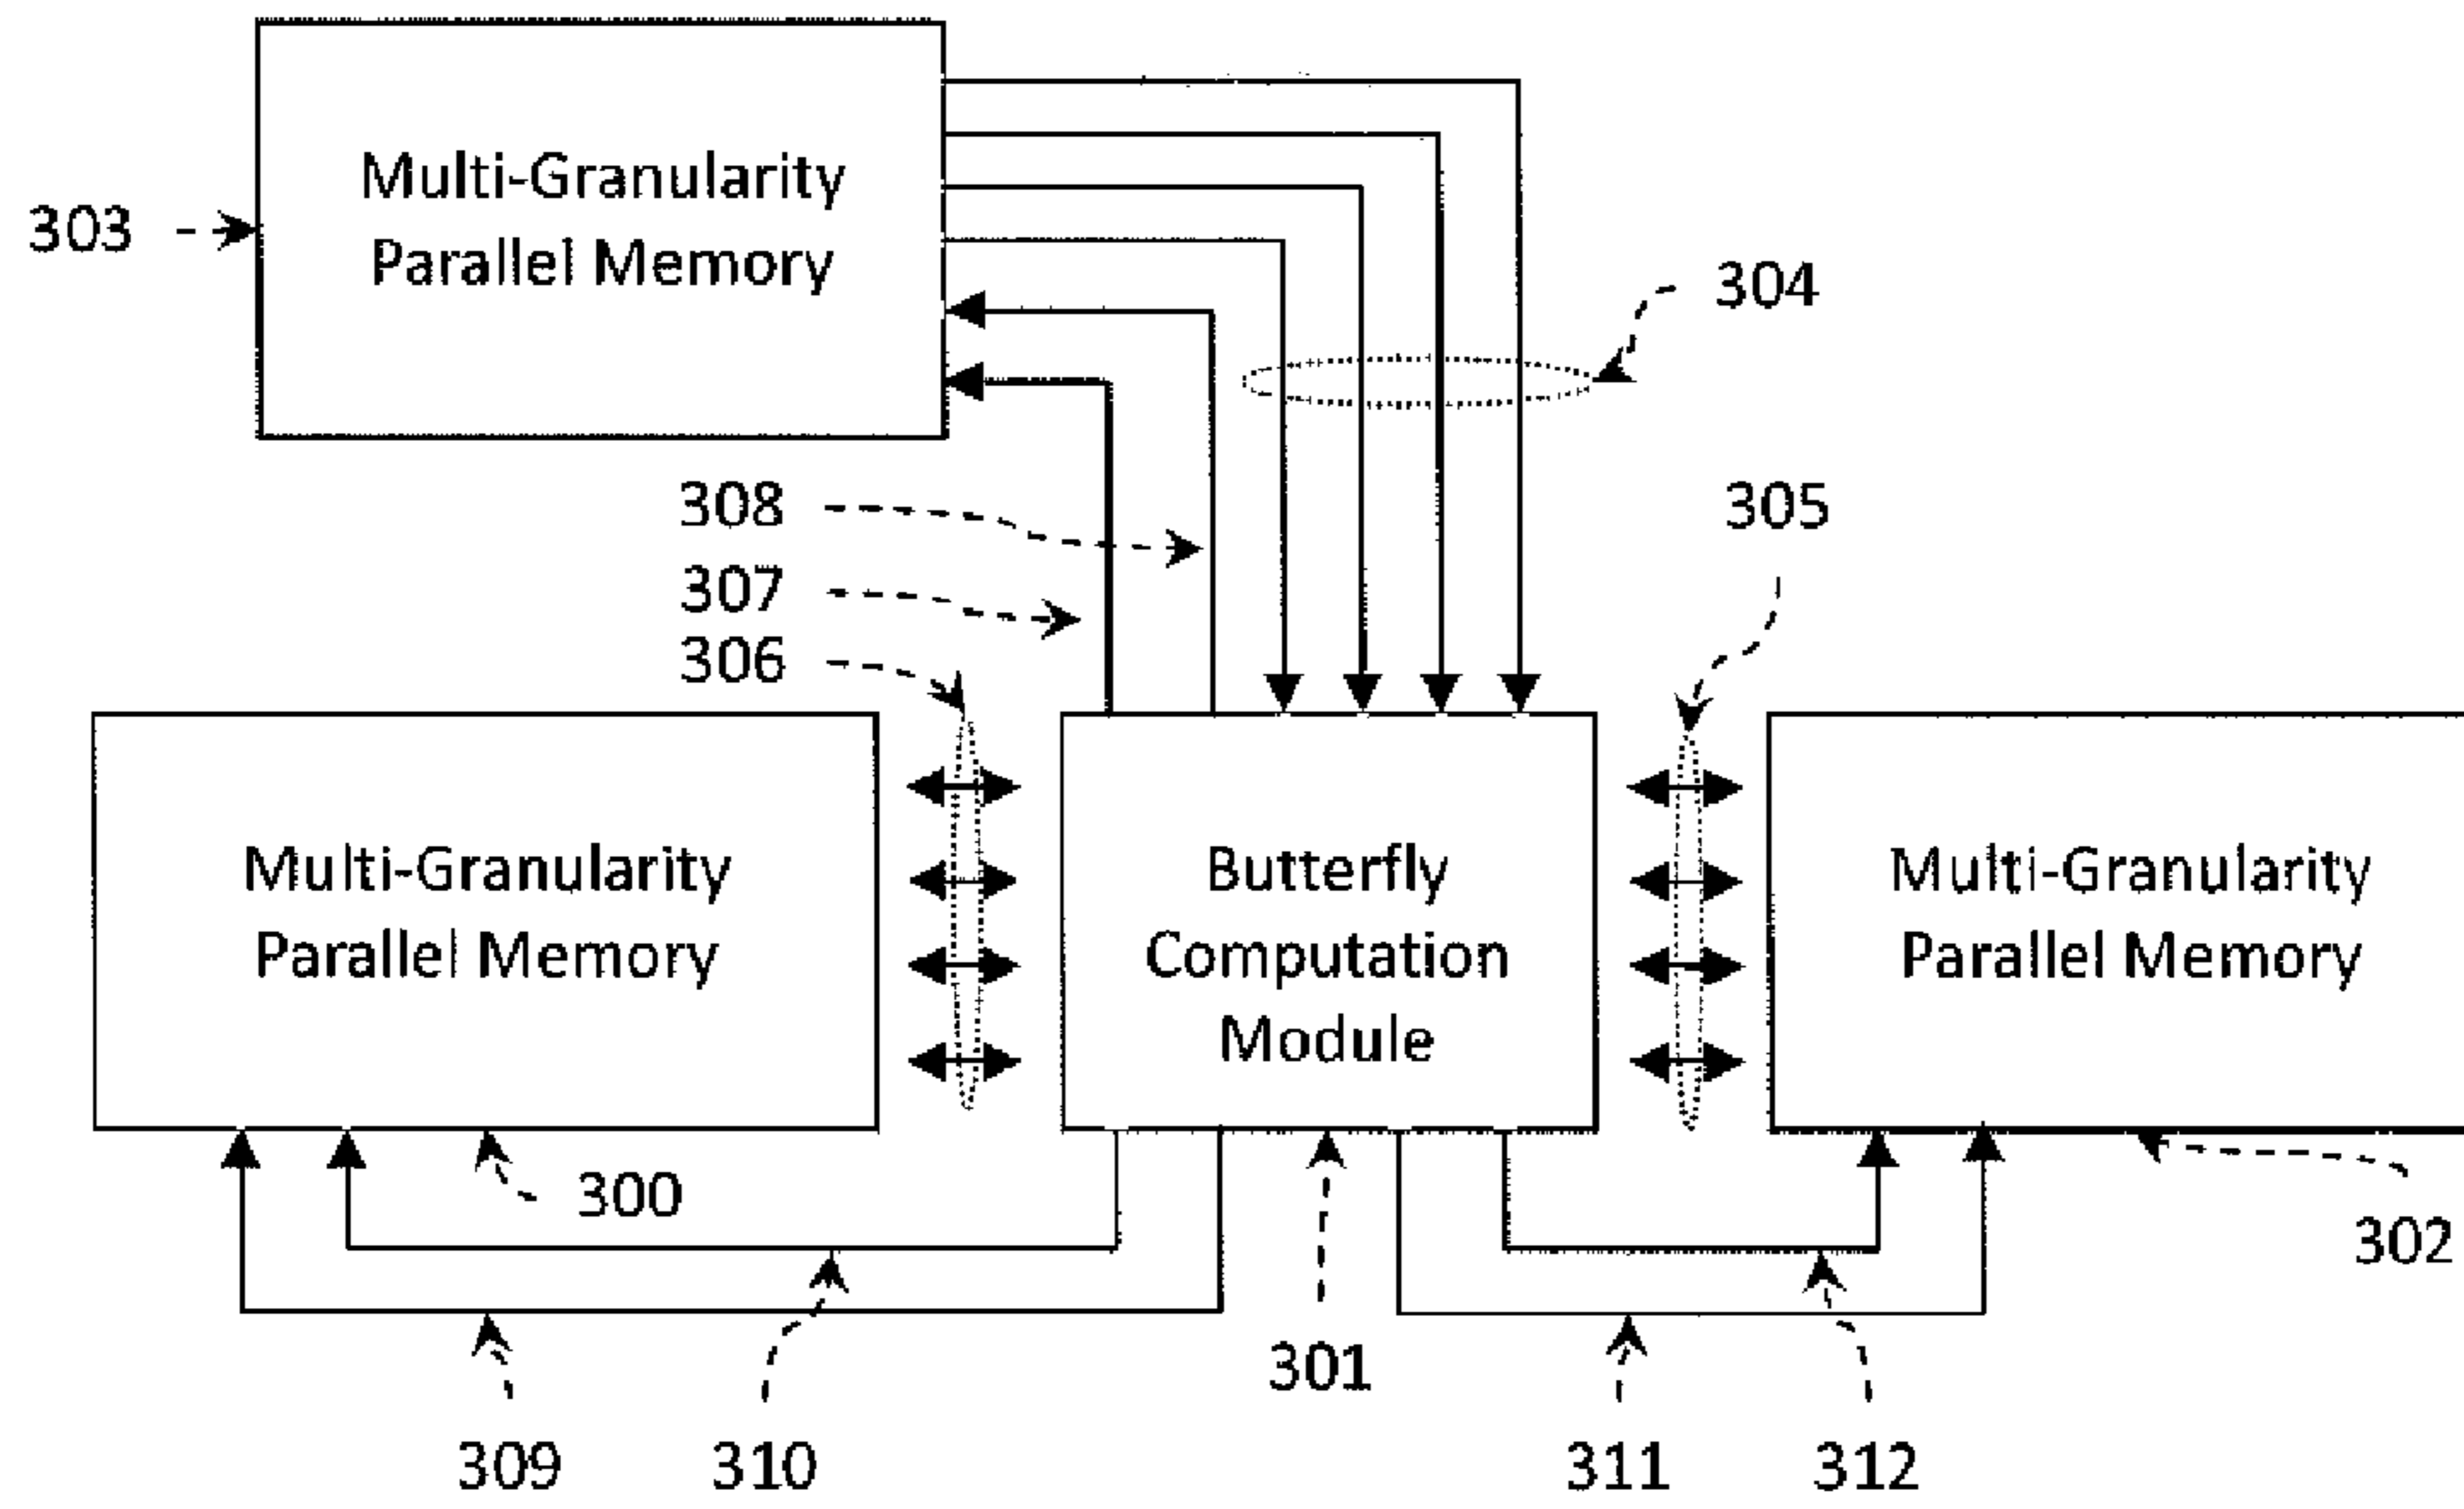 Multi-Granularity
Parallel Memory
303
304
308
305
307
306
Multi-Granularity
Parallel Memory
Butterfly
Computation
Module
Multi-Granularity
Parallel Memory
300
302
301
309
310
311
312